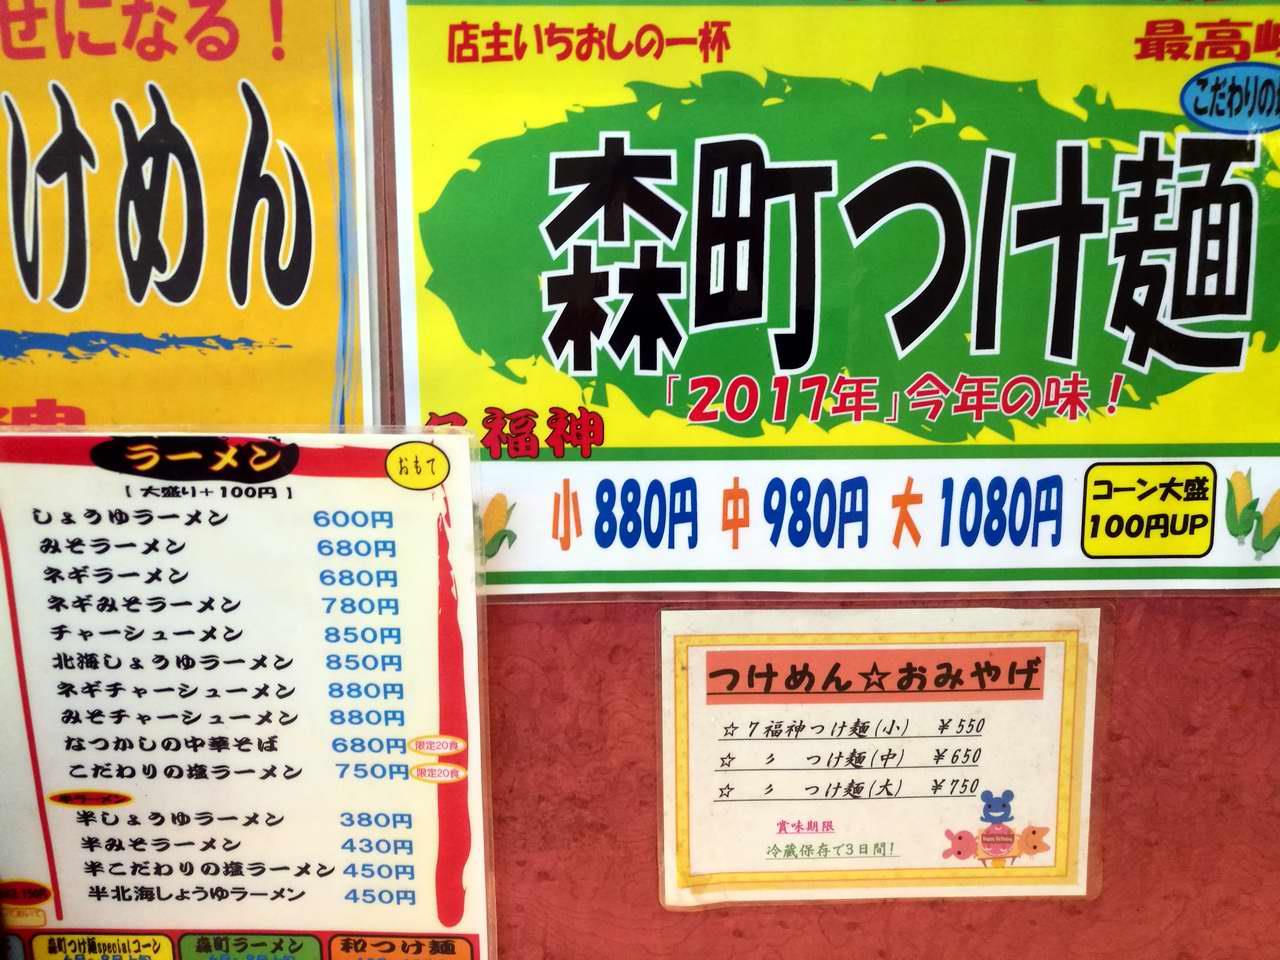 せになる！
けめん
店主いちおしの一杯
最高
こだわりの
森町つけ麺
「2017年」今年の味！
福神
小 880円 中 980円 大 1080円
コーン大盛
100円UP
ラーメン
おもて
【 大盛り＋100円 】
しょうゆラーメン 600円
みそラーメン 680円
ネギラーメン 680円
ネギみそラーメン 780円
チャーシューメン 850円
北海しょうゆラーメン 850円
ネギチャーシューメン 880円
みそチャーシューメン 880円
なつかしの中華そば 680円 限定20食
こだわりの塩ラーメン 750円 限定20食
半ラーメン
半しょうゆラーメン 380円
半みそラーメン 430円
半こだわりの塩ラーメン 450円
半北海しょうゆラーメン 450円
森町つけ麺specialコーン
森町ラーメン
和つけ麺
つけめん☆おみやげ
☆７福神つけ麺(小) ￥550
☆ 〃 つけ麺(中) ￥650
☆ 〃 つけ麺(大) ￥750
賞味期限
冷蔵保存で３日間！